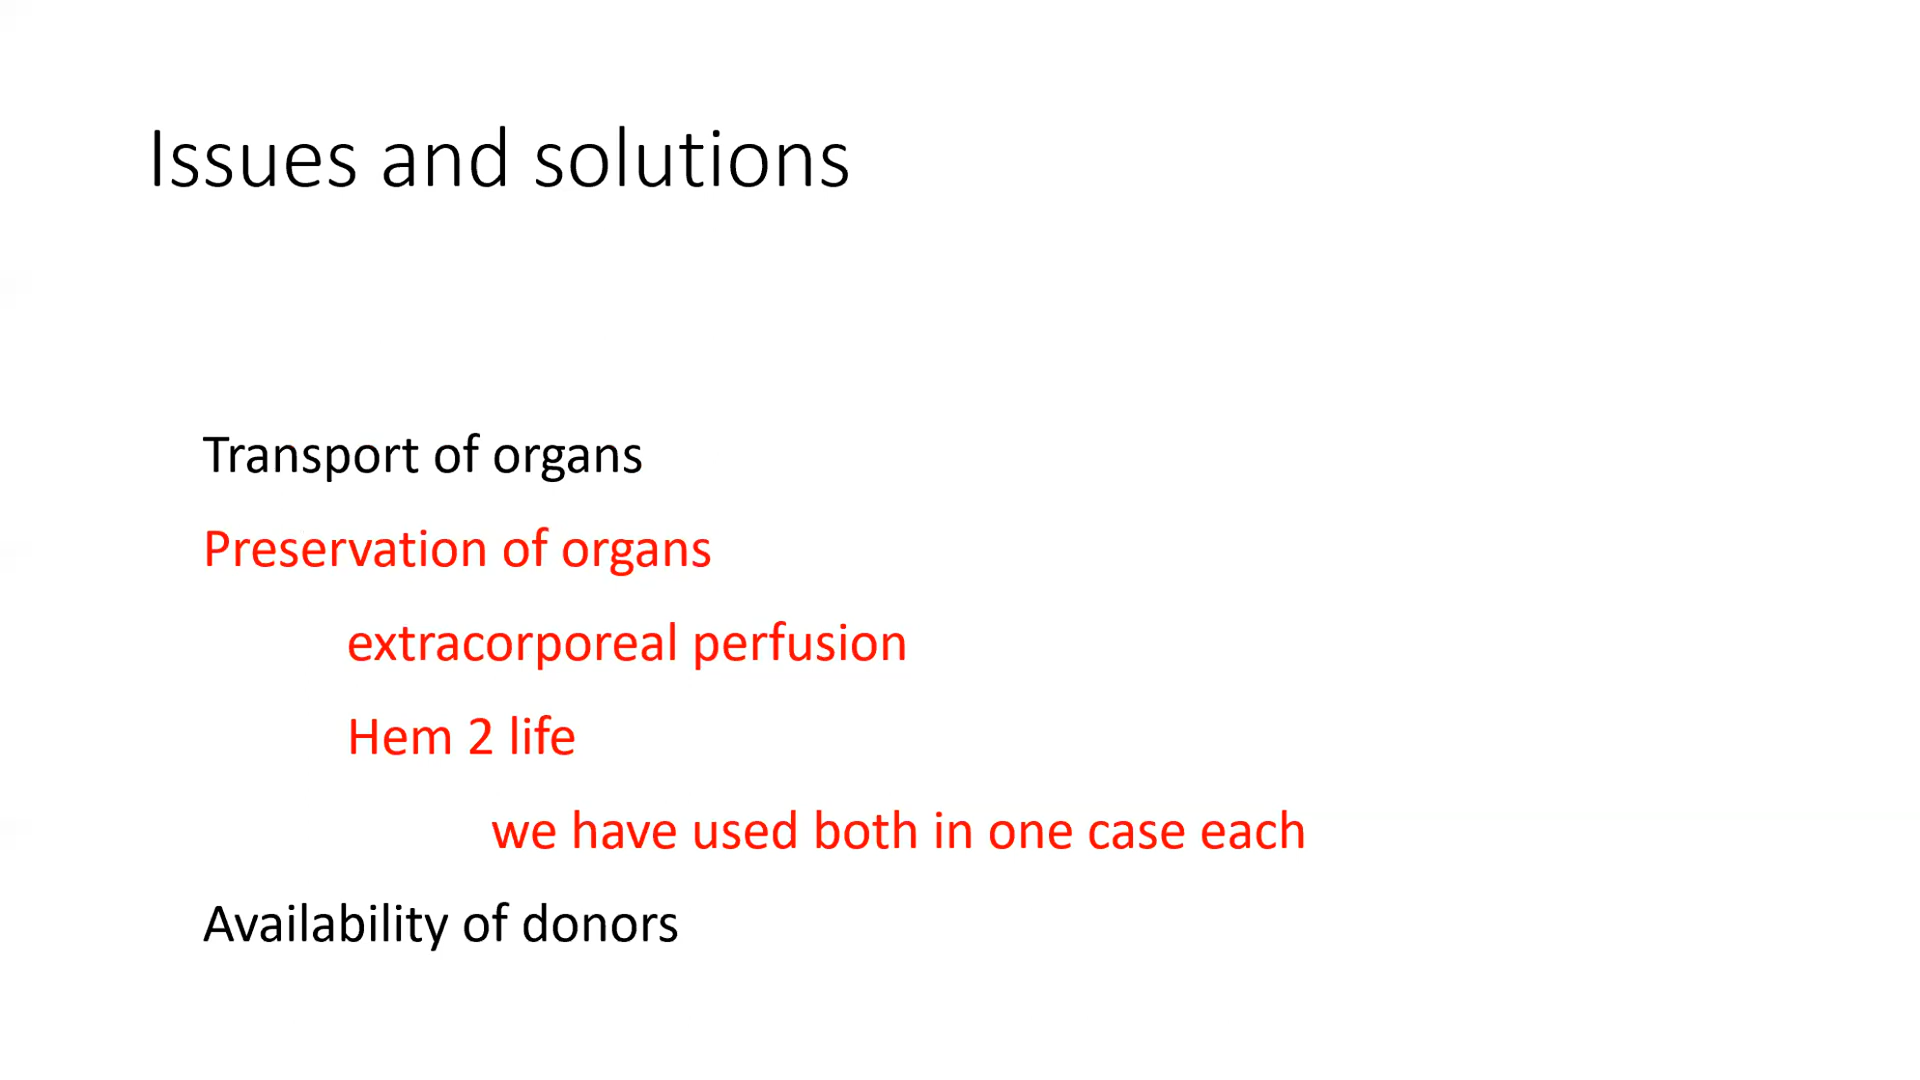 Issues and solutions
Transport of organs
Preservation of organs
extracorporeal perfusion
Hem 2 life
we have used both in one case each
Availability of donors